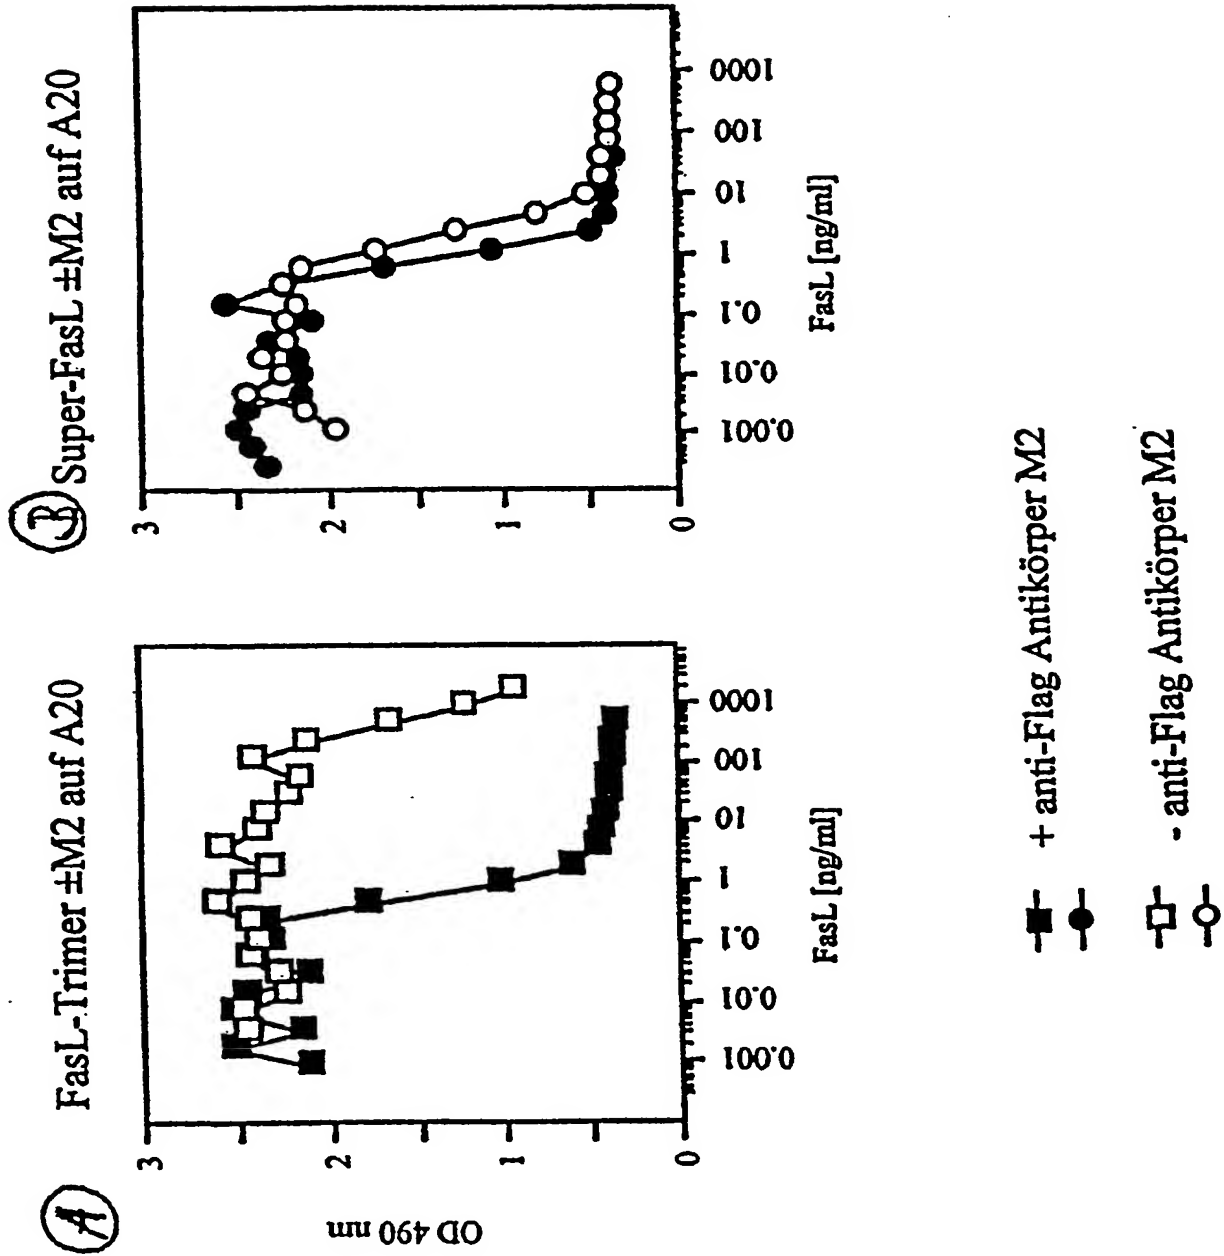 A
FasL-Trimer ±M2 auf A20
OD 490 nm
3
2
1
0
0.001
0.01
0.1
1
10
100
1000
FasL [ng/ml]
B
Super-FasL ±M2 auf A20
3
2
1
0
0.001
0.01
0.1
1
10
100
1000
FasL [ng/ml]
+ anti-Flag Antikörper M2
- anti-Flag Antikörper M2